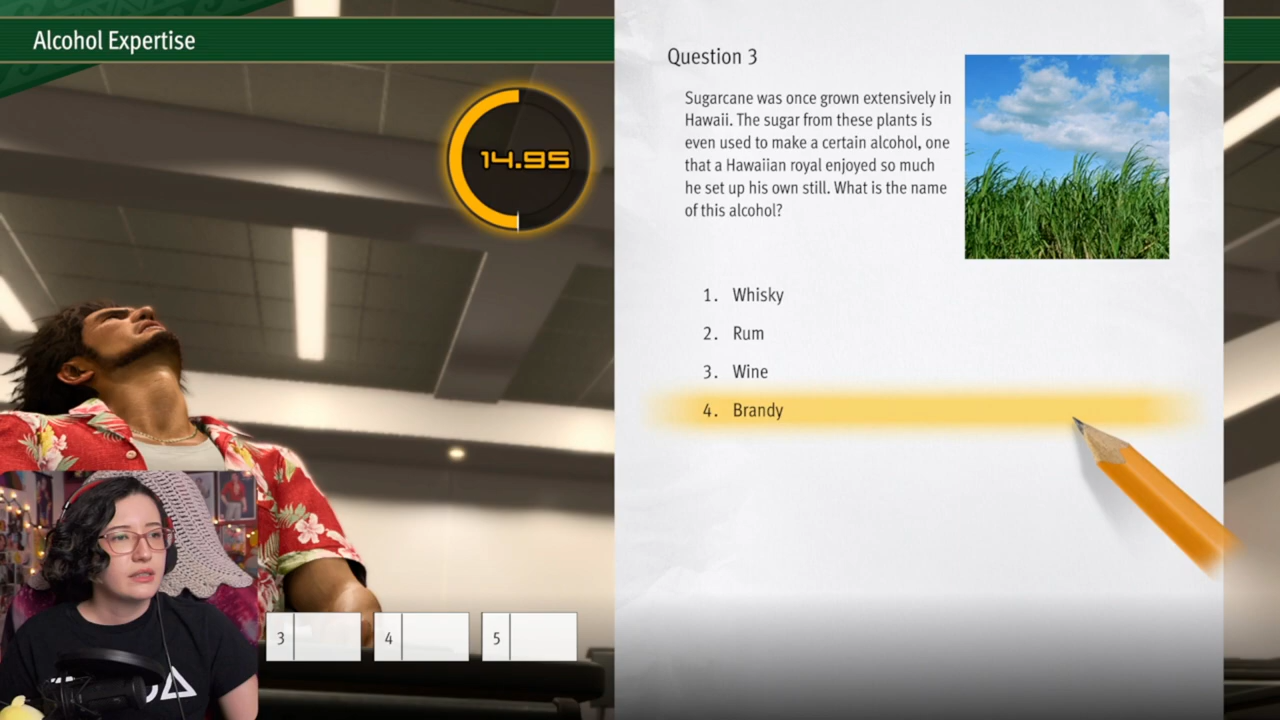 Alcohol Expertise
14.95
Question 3
Sugarcane was once grown extensively in
Hawaii. The sugar from these plants is
even used to make a certain alcohol, one
that a Hawaiian royal enjoyed so much
he set up his own still. What is the name
of this alcohol?
1. Whisky
2. Rum
3. Wine
4. Brandy
3
4
5